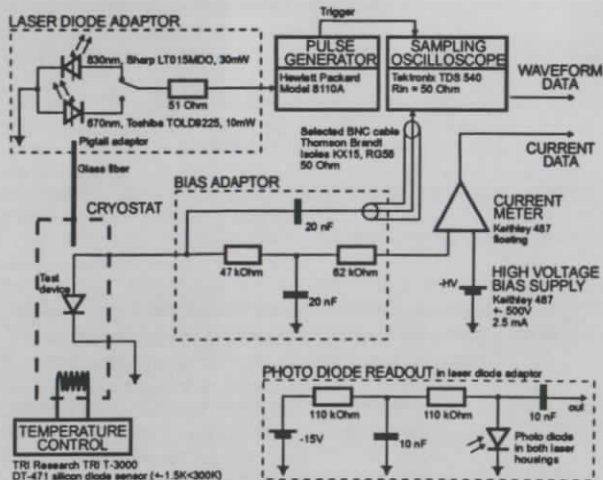 LASER DIODE ADAPTOR
830nm, Sharp LT015MDO, 30mW
51 Ohm
670nm, Toshiba TOLD9225, 10mW
Pigtail adaptor
Glass fiber
Trigger
PULSE
GENERATOR
Hewlett Packard
Model 8110A
SAMPLING
OSCILLOSCOPE
Tektronix TDS 540
Rin = 50 Ohm
WAVEFORM
DATA
CURRENT
DATA
Selected BNC cable
Thomson Brandt
Isolex KX15, RG58
50 Ohm
BIAS ADAPTOR
20 nF
47 kOhm
82 kOhm
20 nF
CURRENT
METER
Keithley 487
floating
-HV
HIGH VOLTAGE
BIAS SUPPLY
Keithley 487
+- 500V
2.5 mA
CRYOSTAT
Test
device
TEMPERATURE
CONTROL
TRI Research TRI T-3000
DT-471 silicon diode sensor (+-1.5K<300K)
PHOTO DIODE READOUT in laser diode adaptor
110 kOhm
110 kOhm
10 nF
out
-15V
10 nF
Photo diode
in both laser
housings